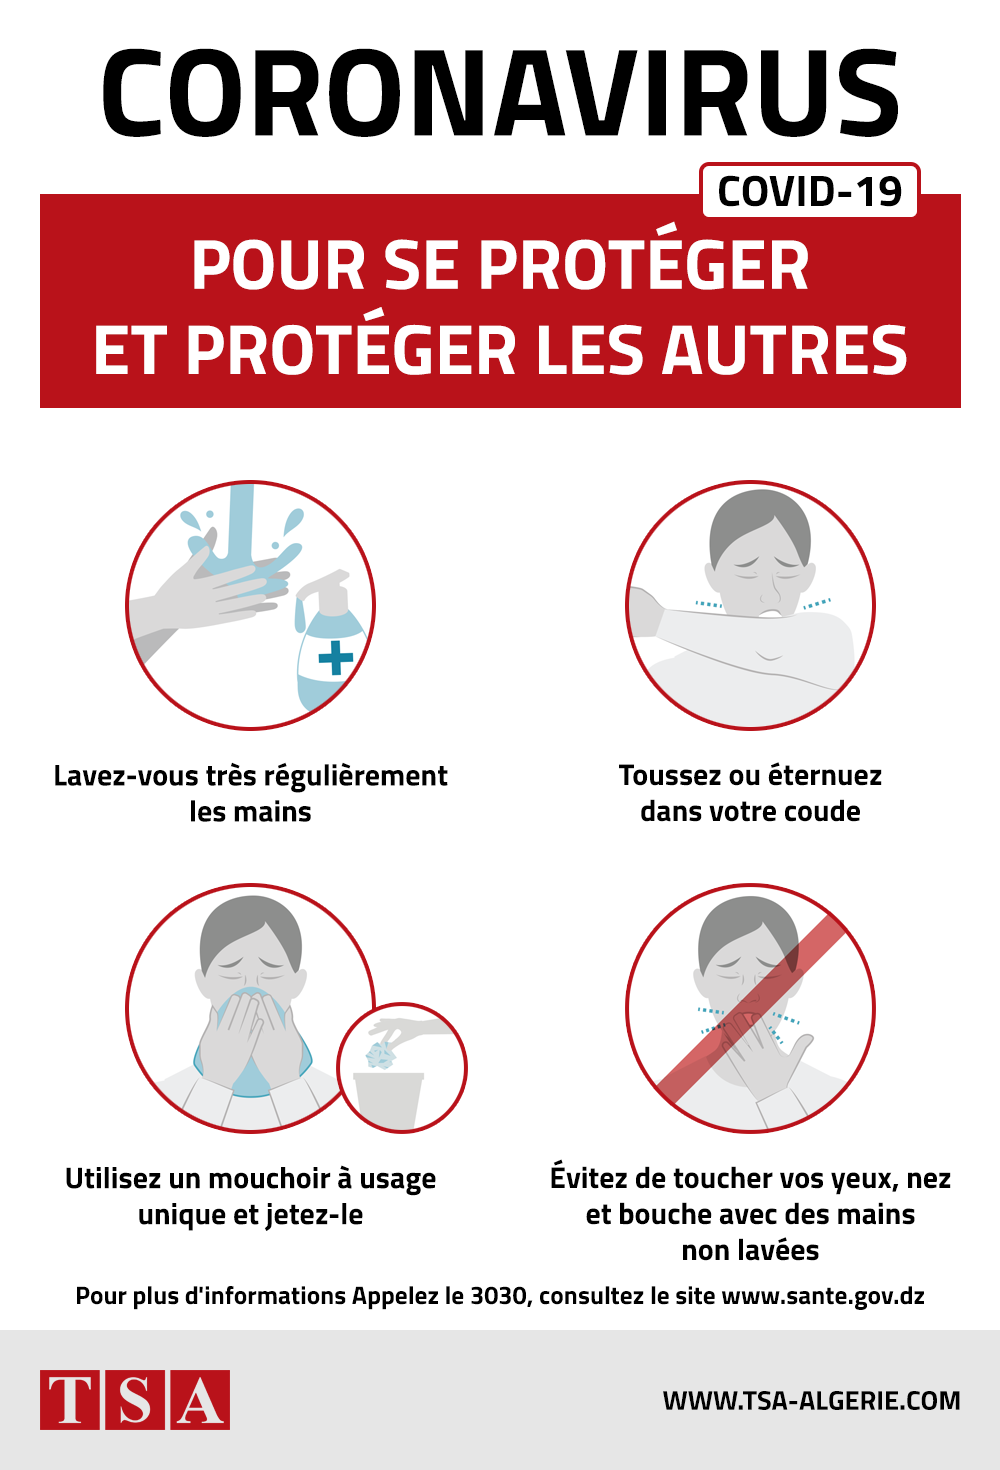 CORONAVIRUS
COVID-19
POUR SE PROTÉGER
ET PROTÉGER LES AUTRES
Lavez-vous très régulièrement
les mains
Toussez ou éternuez
dans votre coude
Utilisez un mouchoir à usage
unique et jetez-le
Évitez de toucher vos yeux, nez
et bouche avec des mains
non lavées
Pour plus d'informations Appelez le 3030, consultez le site www.sante.gov.dz
TSA
WWW.TSA-ALGERIE.COM